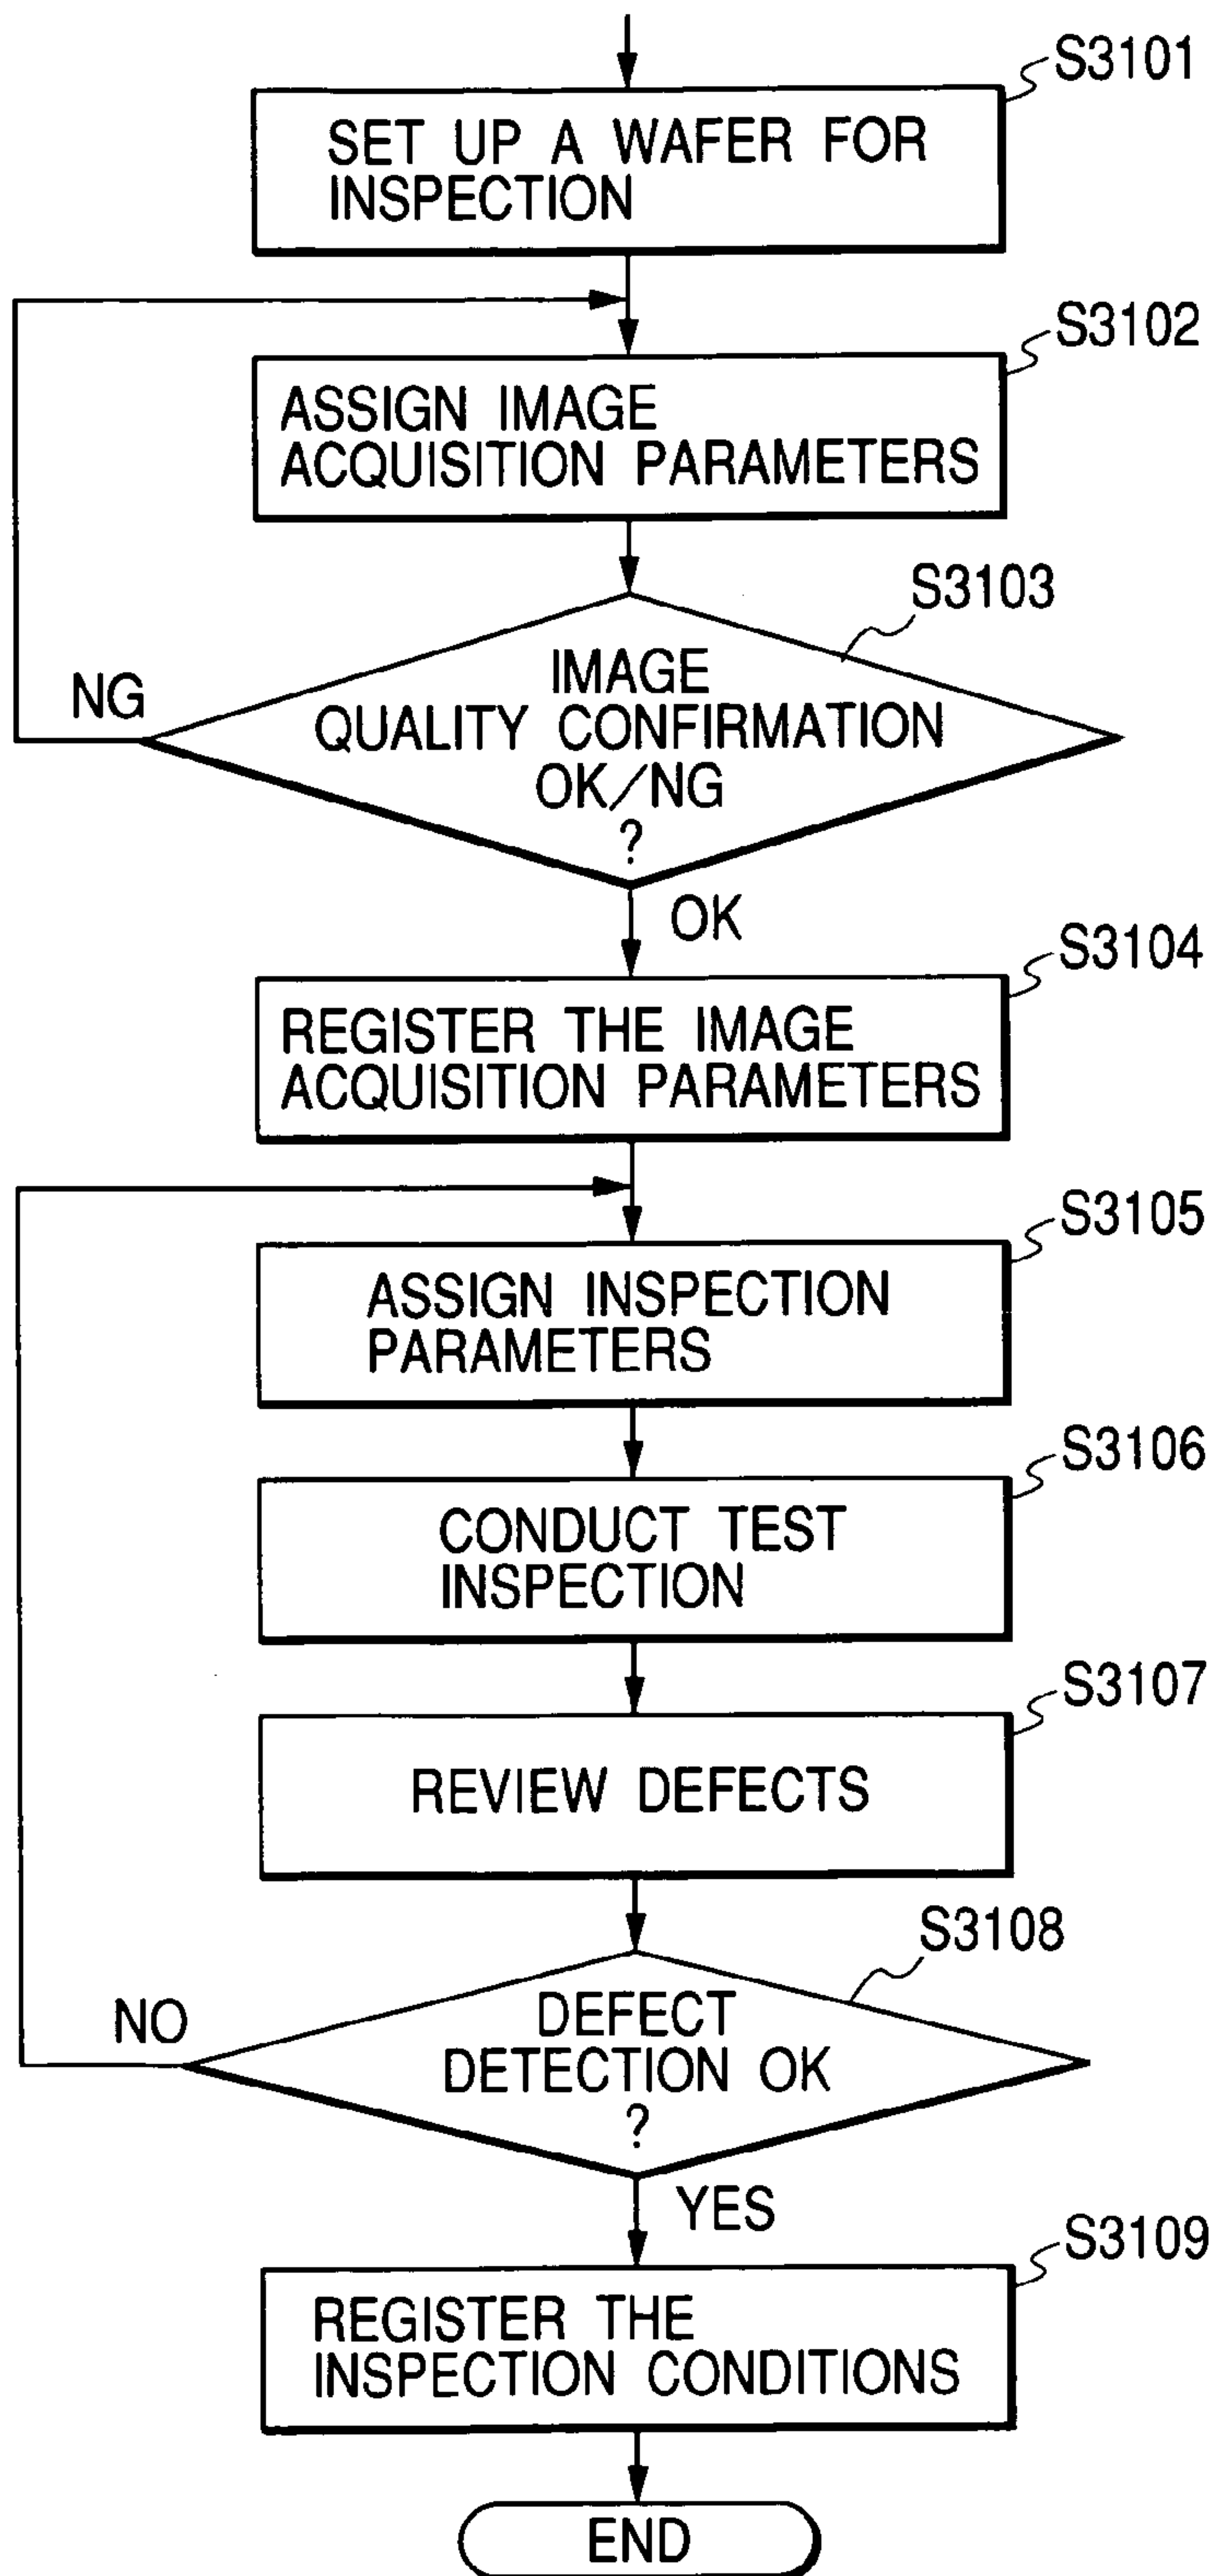 S3101
SET UP A WAFER FOR
INSPECTION
S3102
ASSIGN IMAGE
ACQUISITION PARAMETERS
S3103
IMAGE
QUALITY CONFIRMATION
OK/NG
?
NG
OK
S3104
REGISTER THE IMAGE
ACQUISITION PARAMETERS
S3105
ASSIGN INSPECTION
PARAMETERS
S3106
CONDUCT TEST
INSPECTION
S3107
REVIEW DEFECTS
S3108
DEFECT
DETECTION OK
?
NO
YES
S3109
REGISTER THE
INSPECTION CONDITIONS
END